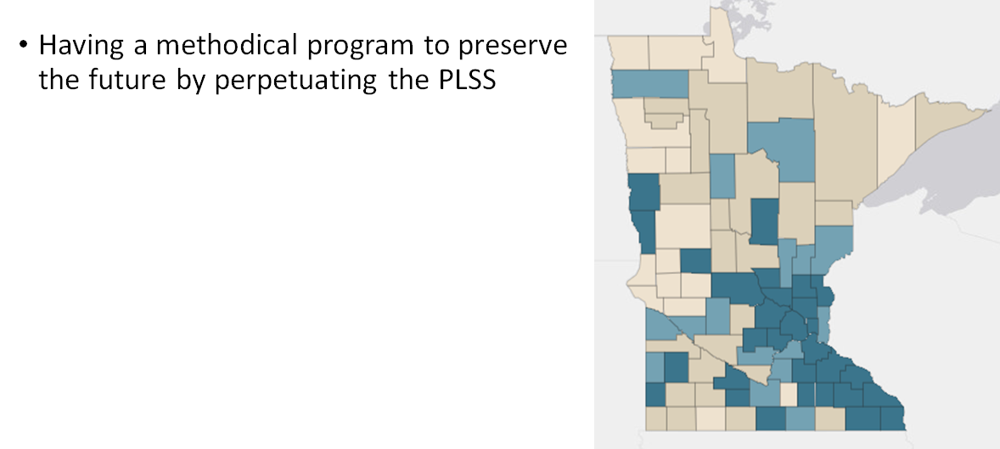 • Having a methodical program to preserve
the future by perpetuating the PLSS